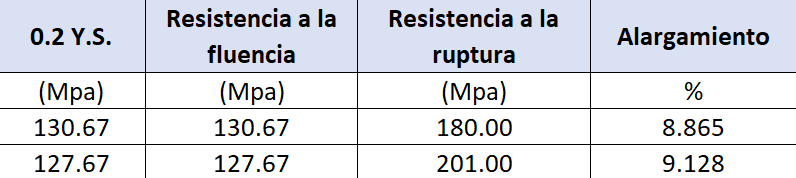 0.2 Y.S. Resistencia a la fluencia Resistencia a la ruptura Alargamiento
(Mpa) (Mpa) (Mpa) %
130.67 130.67 180.00 8.865
127.67 127.67 201.00 9.128